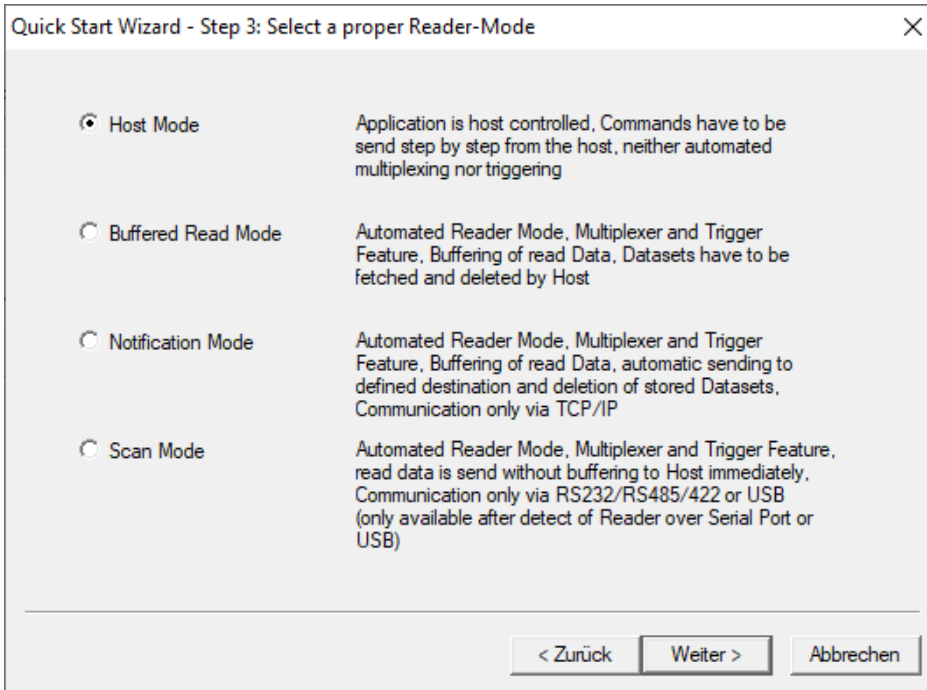 Quick Start Wizard - Step 3: Select a proper Reader-Mode
Host Mode
Application is host controlled, Commands have to be
send step by step from the host, neither automated
multiplexing nor triggering
Buffered Read Mode
Automated Reader Mode, Multiplexer and Trigger
Feature, Buffering of read Data, Datasets have to be
fetched and deleted by Host
Notification Mode
Automated Reader Mode, Multiplexer and Trigger
Feature, Buffering of read Data, automatic sending to
defined destination and deletion of stored Datasets,
Communication only via TCP/IP
Scan Mode
Automated Reader Mode, Multiplexer and Trigger Feature,
read data is send without buffering to Host immediately,
Communication only via RS232/RS485/422 or USB
(only available after detect of Reader over Serial Port or
USB)
< Zurück
Weiter >
Abbrechen